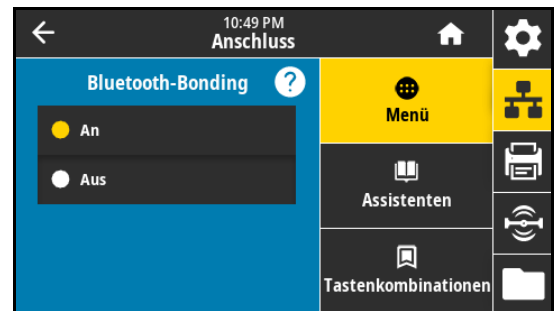 10:49 PM
Anschluss
Bluetooth-Bonding ?
An
Aus
Menü
Assistenten
Tastenkombinationen